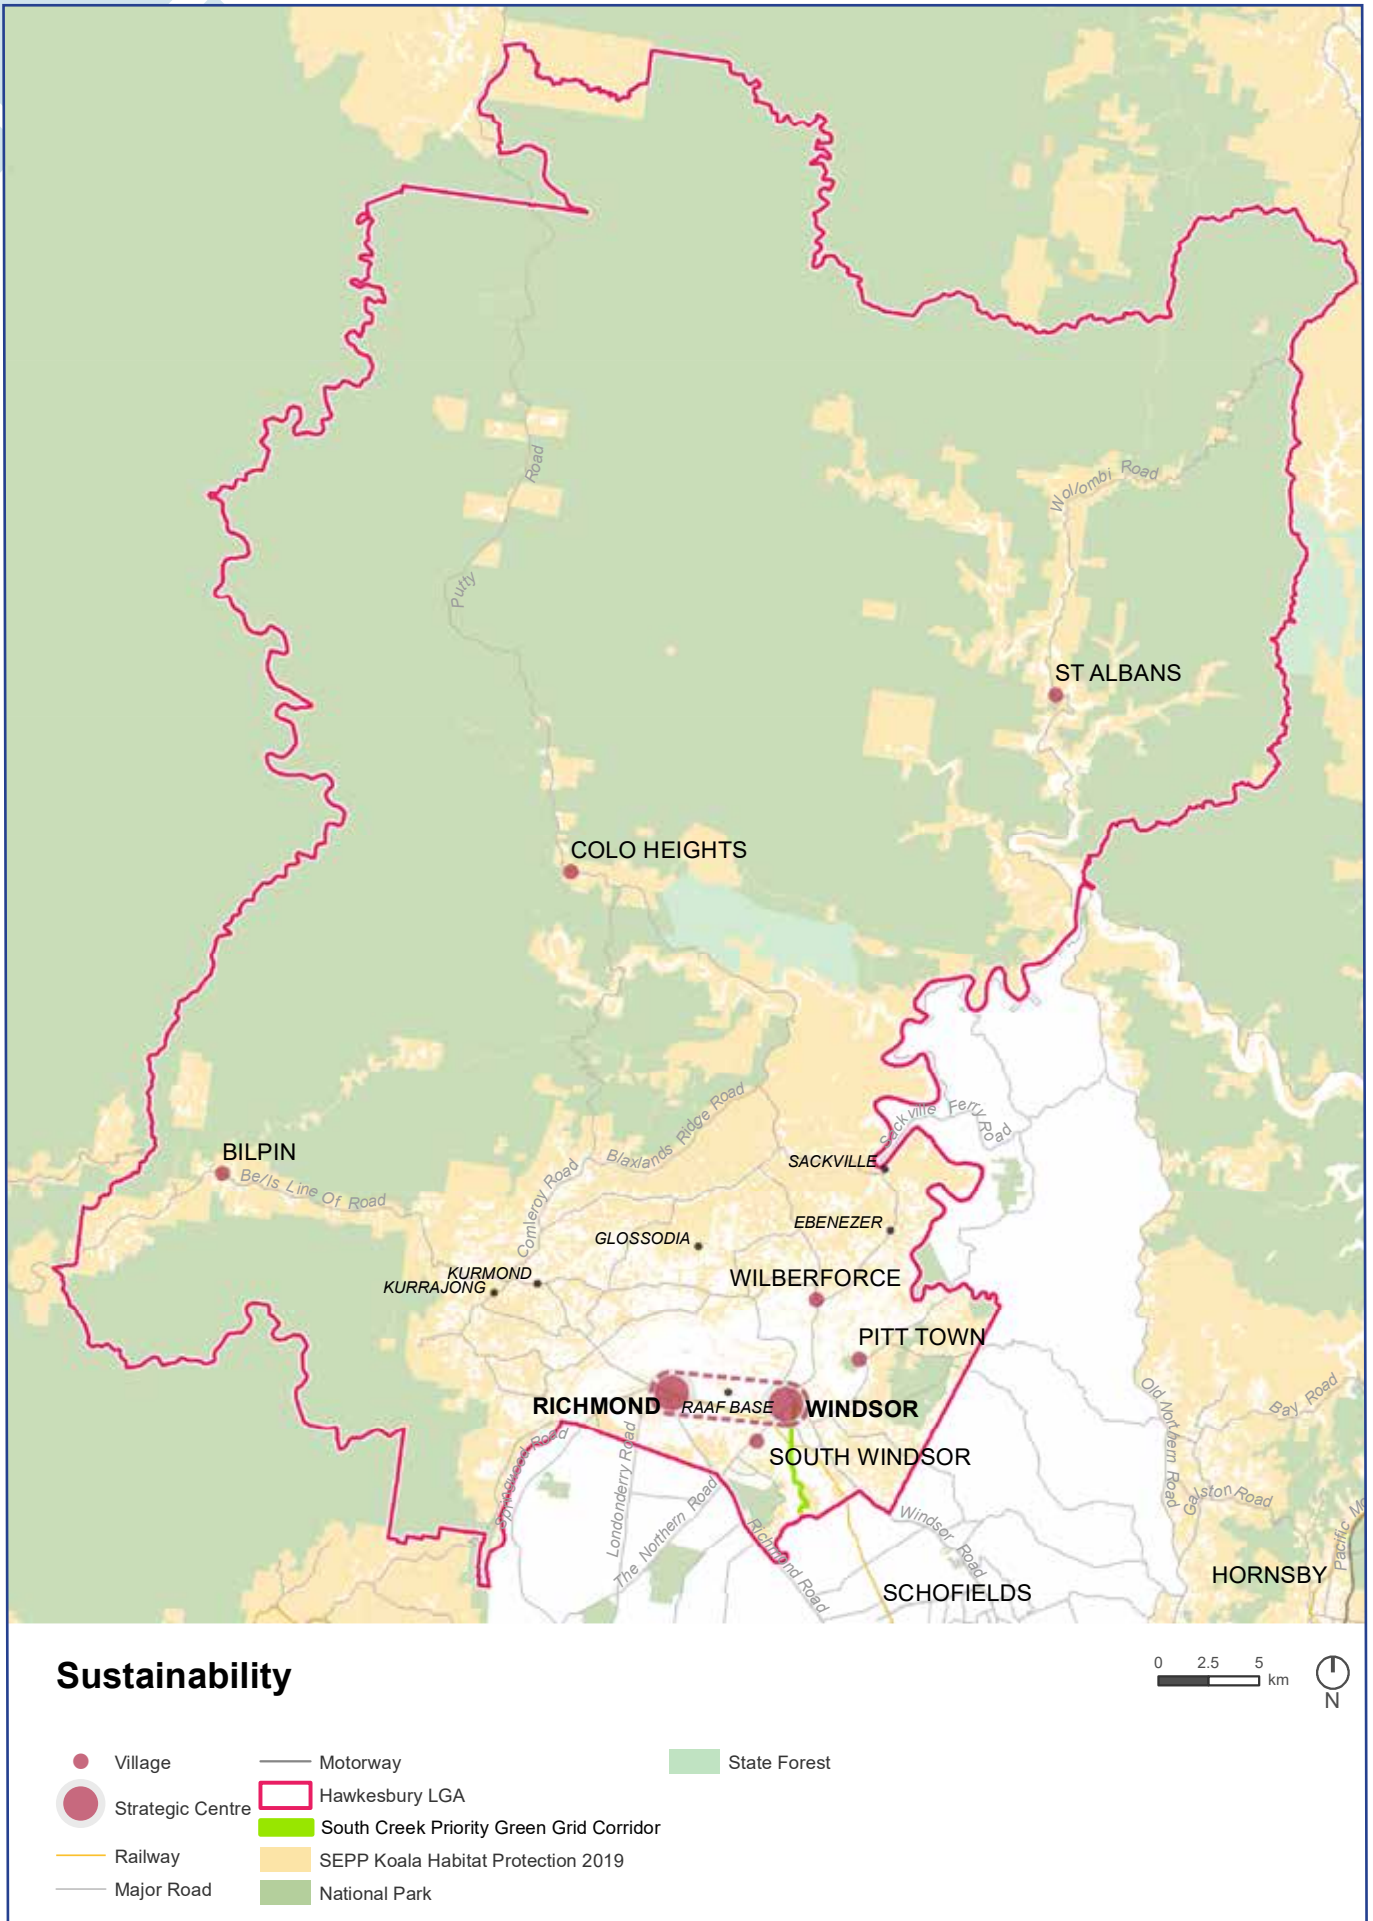 Road
Wollombi Road
Putty
ST ALBANS
COLO HEIGHTS
Blaxlands Ridge Road
Sackville Ferry Road
BILPIN
Bells Line Of Road
SACKVILLE
Comleroy Road
EBENEZER
GLOSSODIA
KURMOND
KURRAJONG
WILBERFORCE
PITT TOWN
RICHMOND
RAAF BASE
WINDSOR
SOUTH WINDSOR
Springwood Road
Londonderry Road
The Northern Road
Richmond Road
Windsor Road
Old Northern Road
Bay Road
Galston Road
Pacific Mo
HORNSBY
SCHOFIELDS
Sustainability
0 2.5 5
km
N
Village
Strategic Centre
Railway
Major Road
Motorway
Hawkesbury LGA
South Creek Priority Green Grid Corridor
SEPP Koala Habitat Protection 2019
National Park
State Forest